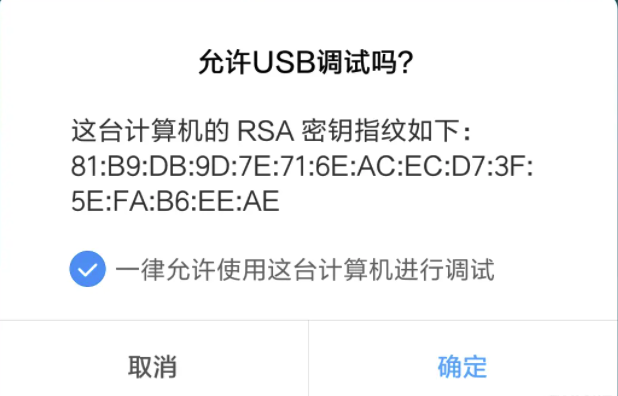 允许USB调试吗?
这台计算机的 RSA 密钥指纹如下：
81:B9:DB:9D:7E:71:6E:AC:EC:D7:3F:
5E:FA:B6:EE:AE
一律允许使用这台计算机进行调试
取消
确定